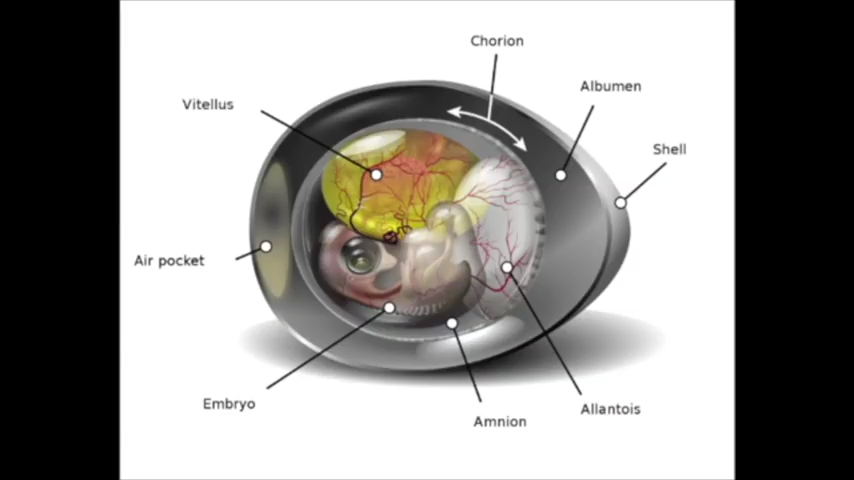 Chorion
Albumen
Vitellus
Shell
Air pocket
Embryo
Allantois
Amnion